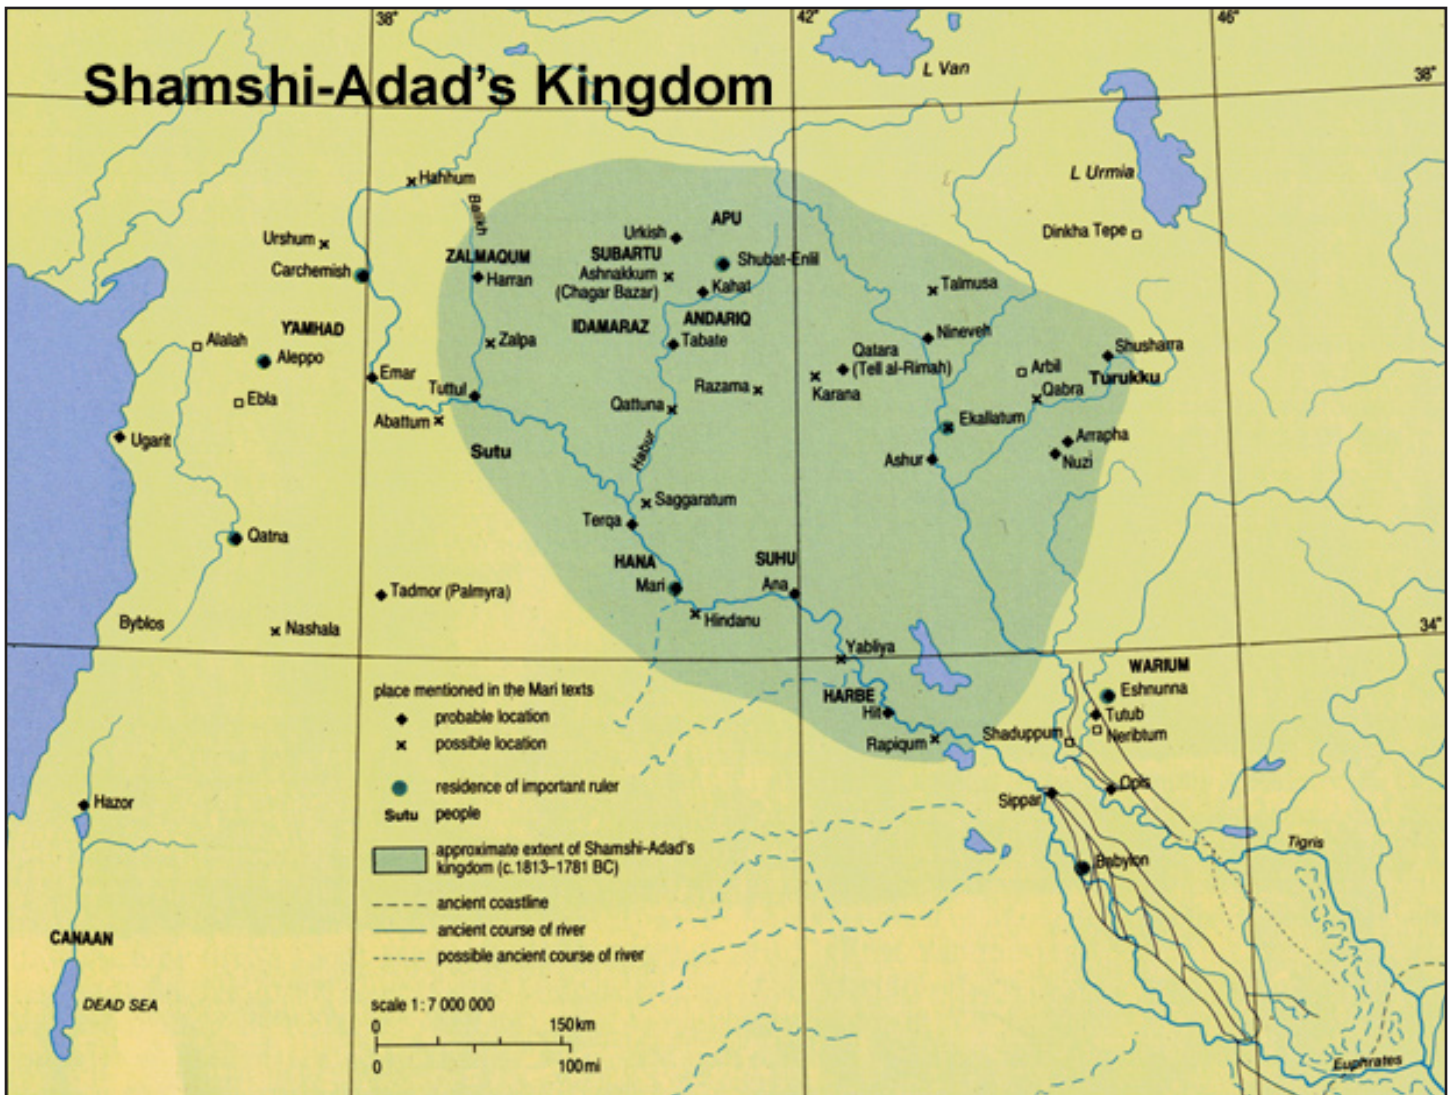 38°
42°
46°
38°
Shamshi-Adad's Kingdom
L Van
L Urmia
Hahhum
Balikh
APU
Urkish
Urshum
SUBARTU
Dinkha Tepe
ZALMAQUM
Shubat-Enlil
Carchemish
Harran
Ashnakkum
(Chagar Bazar)
Kahat
Talmusa
YAMHAD
IDAMARAZ
ANDARIQ
Alalah
Zalpa
Tabate
Nineveh
Shusharra
Aleppo
Qatara
(Tell al-Rimah)
Arbil
Turukku
Emar
Tuttul
Razama
Karana
Qabra
Ebla
Qattuna
Abattum
Ekallatum
Ugarit
Sutu
Habur
Ashur
Arrapha
Nuzi
Saggaratum
Terqa
Qatna
HANA
SUHU
Mari
Ana
Tadmor (Palmyra)
Hindanu
Byblos
Nashala
34°
Yabliya
WARIUM
HARBE
Eshnunna
Hit
Tutub
Rapiqum
Shaduppum
Neribtum
place mentioned in the Mari texts
probable location
possible location
residence of important ruler
Sutu people
approximate extent of Shamshi-Adad's
kingdom (c.1813–1781 BC)
ancient coastline
ancient course of river
possible ancient course of river
scale 1 : 7 000 000
0 150km
0 100mi
Hazor
Sippar
Opis
Tigris
Babylon
CANAAN
DEAD SEA
Euphrates